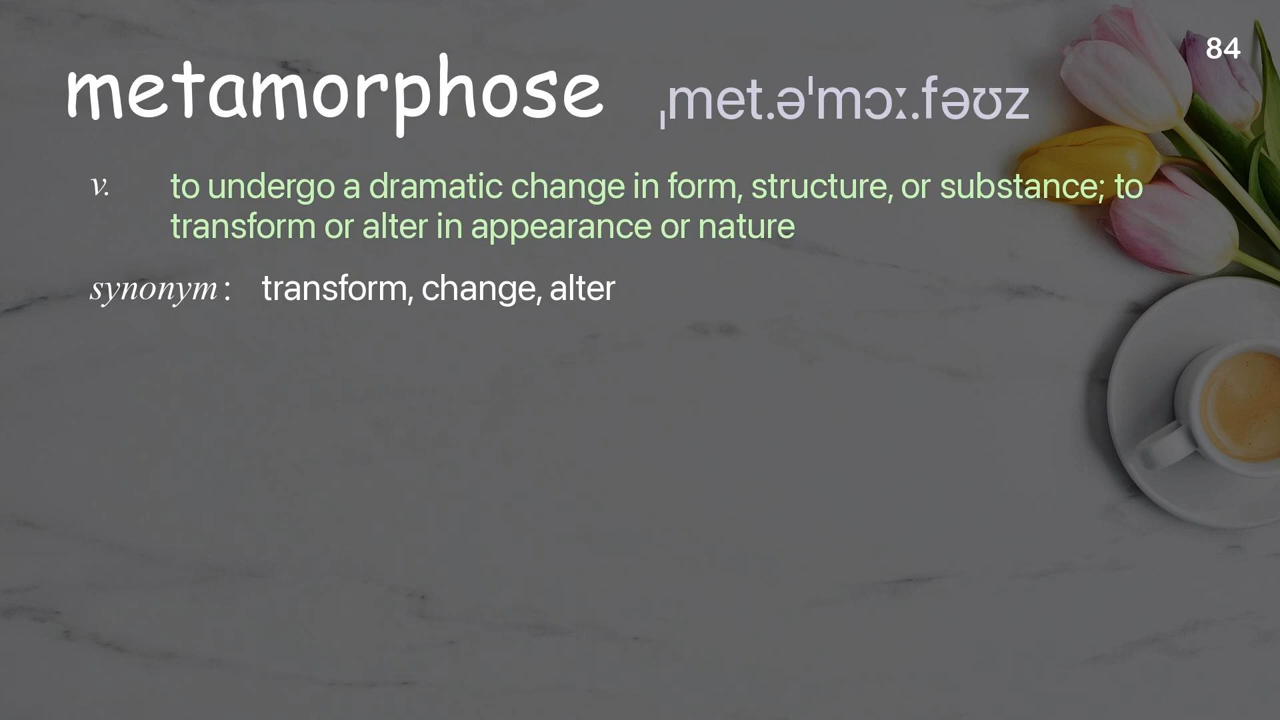 84
metamorphose ˌmet.əˈmɔː.fəʊz
v. to undergo a dramatic change in form, structure, or substance; to
transform or alter in appearance or nature
synonym : transform, change, alter